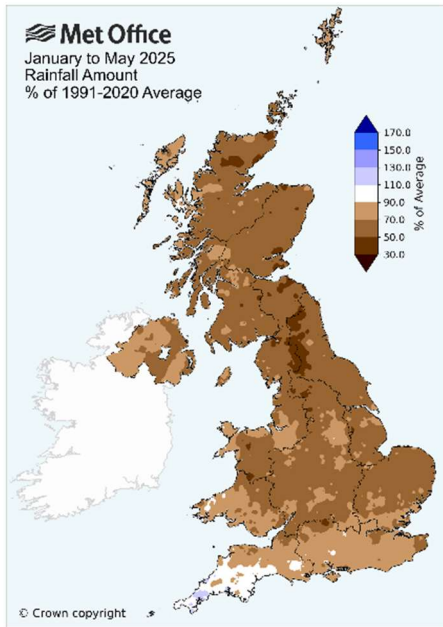 Met Office
January to May 2025
Rainfall Amount
% of 1991-2020 Average
170.0
150.0
130.0
110.0
90.0
70.0
50.0
30.0
% of Average
© Crown copyright